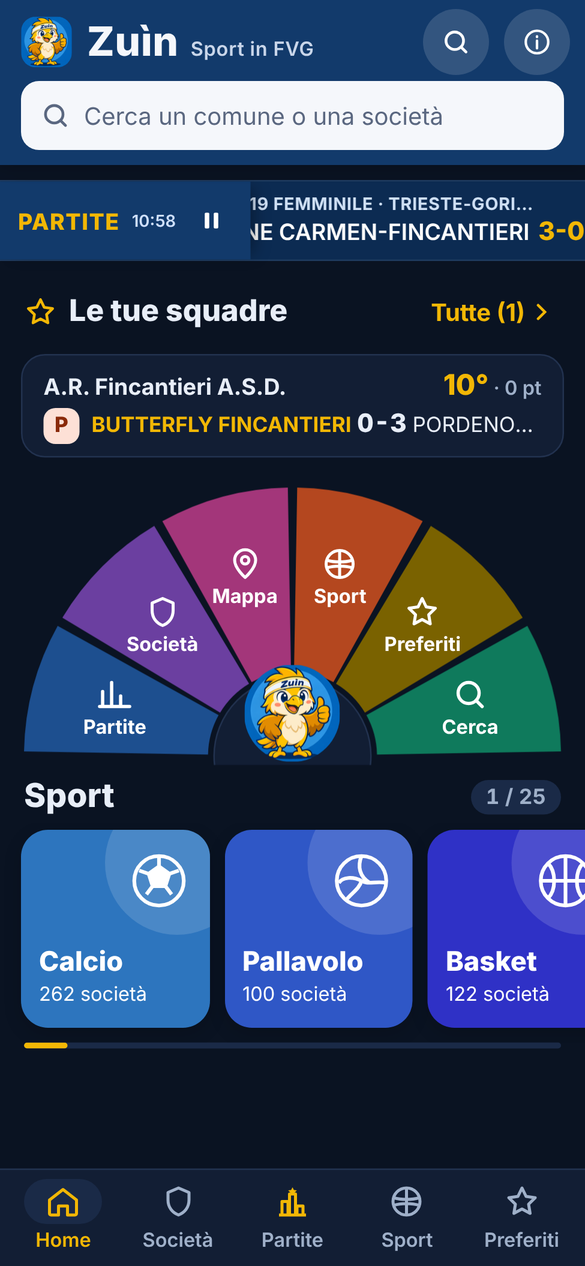 Zuin
Zuìn Sport in FVG
Cerca un comune o una società
PARTITE 10:58
19 FEMMINILE · TRIESTE-GORI...
NE CARMEN-FINCANTIERI 3-0
Le tue squadre Tutte (1)
A.R. Fincantieri A.S.D. 10° · 0 pt
P BUTTERFLY FINCANTIERI 0-3 PORDENO...
Mappa Sport
Società Preferiti
Zuin
Partite Cerca
Sport 1 / 25
Calcio Pallavolo Basket
262 società 100 società 122 società
Home Società Partite Sport Preferiti